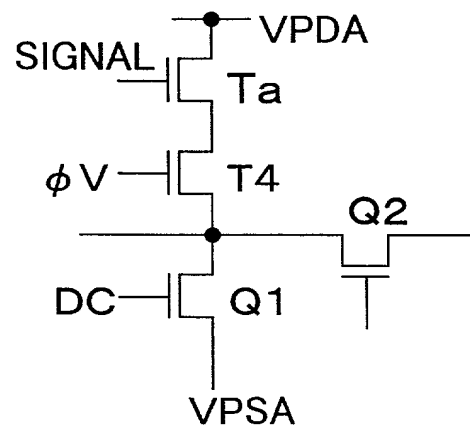 VPDA
SIGNAL
Ta
φV
T4
Q2
DC
Q1
VPSA